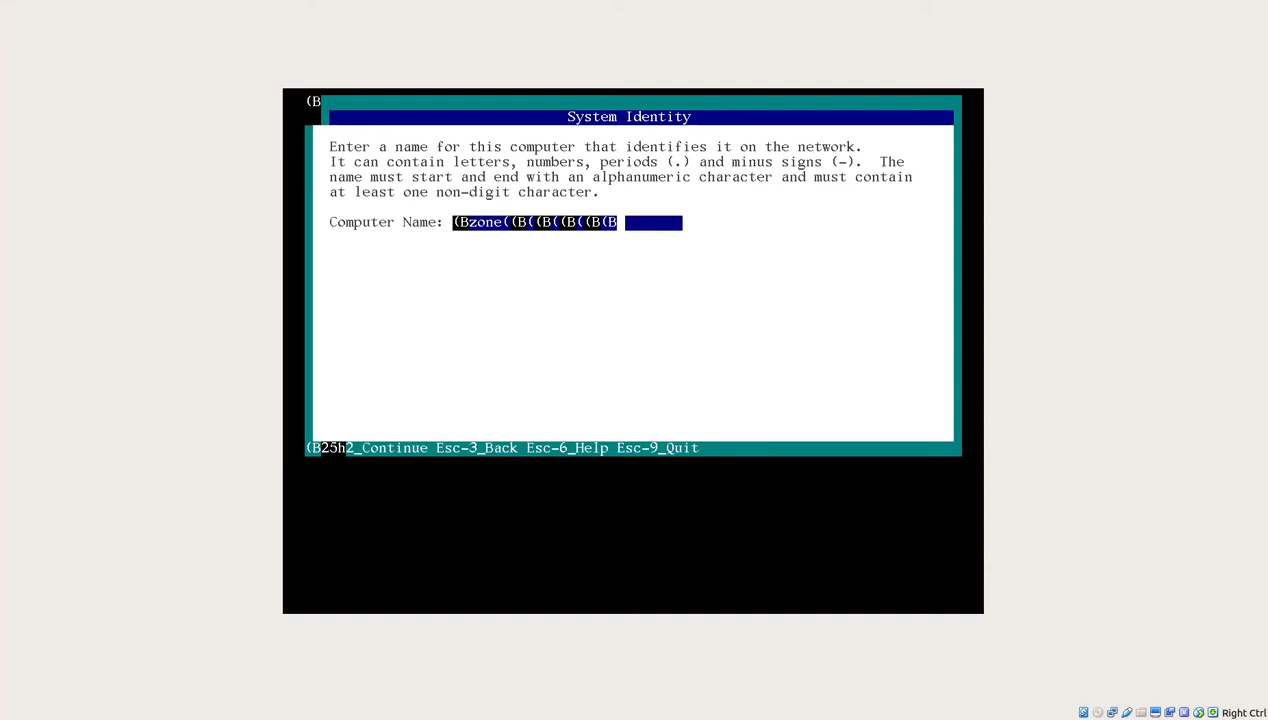 (B
System Identity
Enter a name for this computer that identifies it on the network.
It can contain letters, numbers, periods (.) and minus signs (-).  The
name must start and end with an alphanumeric character and must contain
at least one non-digit character.
Computer Name: (Bzone((B((B((B((B(B
(B25h2_Continue Esc-3_Back Esc-6_Help Esc-9_Quit
Right Ctrl